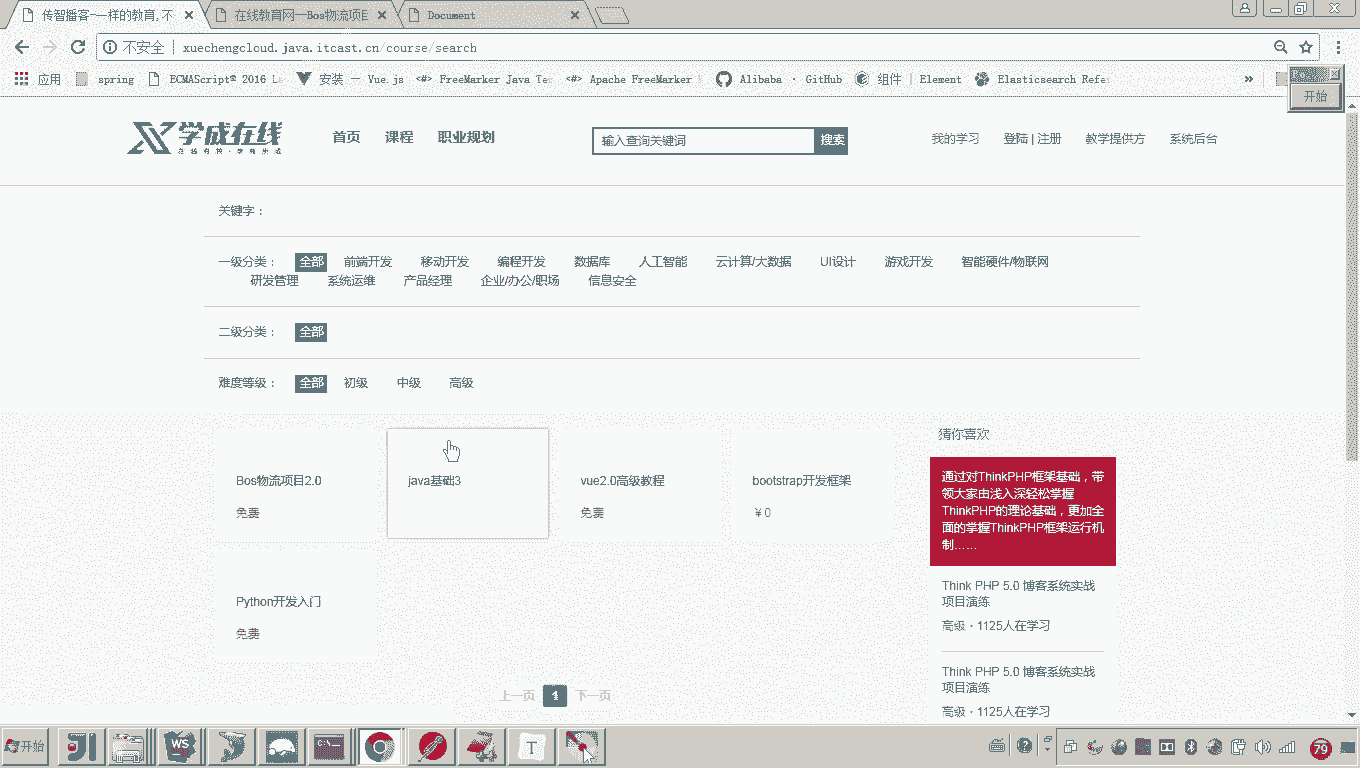 传智播客-一样的教育,不
在线教育网—Bos物流项目
Document
不安全
xuechengcloud.java.itcast.cn/course/search
应用
spring
ECMAScript® 2016 La
安装 — Vue.js
FreeMarker Java Tem
Apache FreeMarker
Alibaba · GitHub
组件 | Element
Elasticsearch Refe
»
开始
学成在线
首页
课程
职业规划
输入查询关键词
搜索
我的学习
登陆 | 注册
教学提供方
系统后台
关键字：
一级分类： 全部 前端开发 移动开发 编程开发 数据库 人工智能 云计算/大数据 UI设计 游戏开发 智能硬件/物联网
研发管理 系统运维 产品经理 企业/办公/职场 信息安全
二级分类： 全部
难度等级： 全部 初级 中级 高级
Bos物流项目2.0
免费
java基础3
vue2.0高级教程
免费
bootstrap开发框架
￥0
Python开发入门
免费
上一页 1 下一页
猜你喜欢
通过对ThinkPHP框架基础，带
领大家由浅入深轻松掌握
ThinkPHP的理论基础，更加全
面的掌握ThinkPHP框架运行机
制……
Think PHP 5.0 博客系统实战
项目演练
高级·1125人在学习
Think PHP 5.0 博客系统实战
项目演练
高级·1125人在学习
开始
WS
T
79